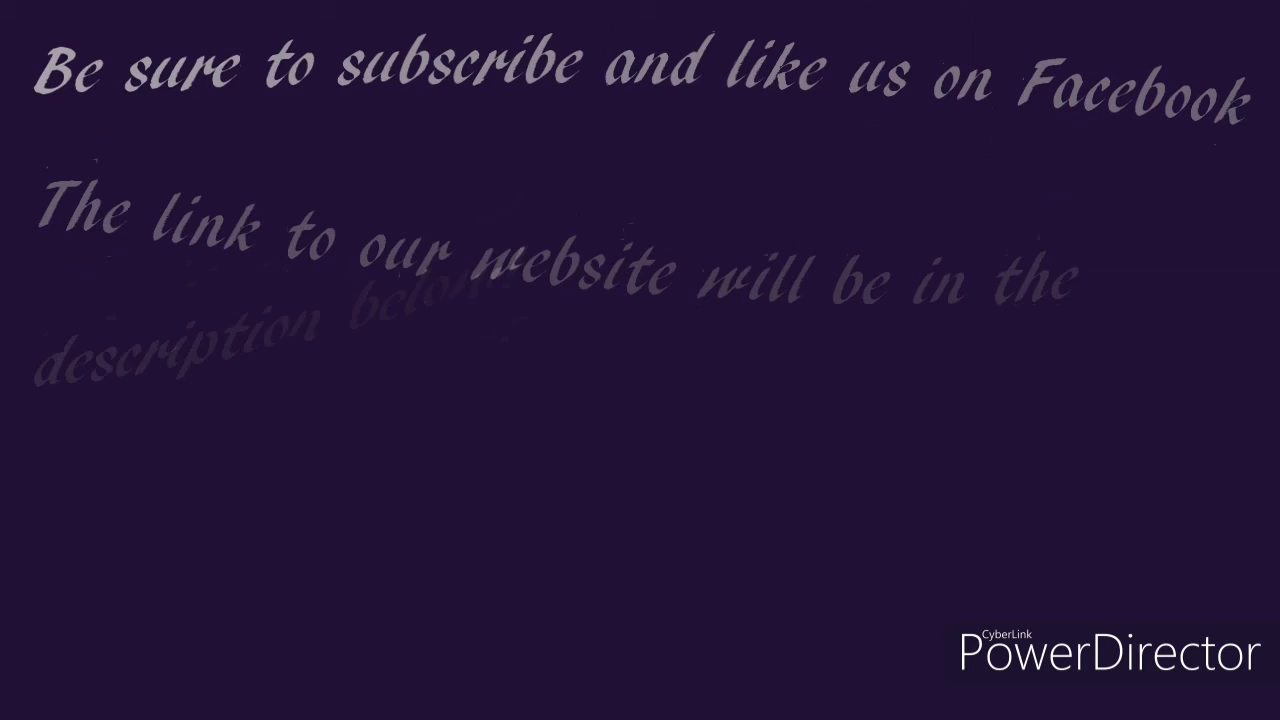 Be sure to subscribe and like us on Facebook
The link to our website will be in the
description below
CyberLink
PowerDirector